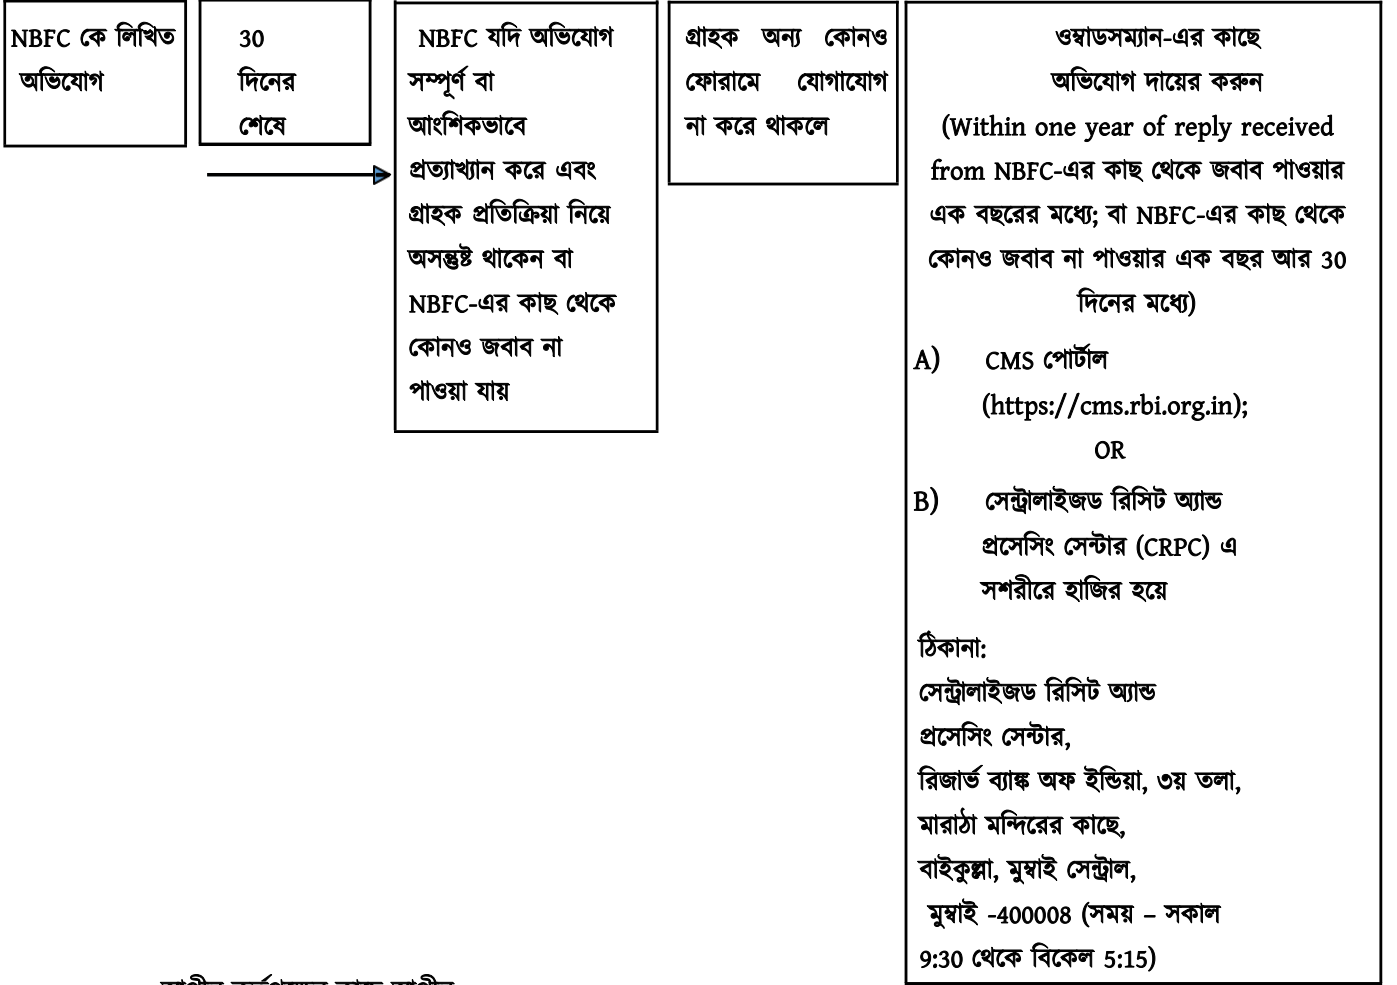 NBFC কে লিখিত
অভিযোগ
30
দিনের
শেষে
NBFC যদি অভিযোগ
সম্পূর্ণ বা
আংশিকভাবে
প্রত্যাখ্যান করে এবং
গ্রাহক প্রতিক্রিয়া নিয়ে
অসন্তুষ্ট থাকেন বা
NBFC-এর কাছ থেকে
কোনও জবাব না
পাওয়া যায়
গ্রাহক অন্য কোনও
ফোরামে যোগাযোগ
না করে থাকলে
ওম্বাডসম্যান-এর কাছে
অভিযোগ দায়ের করুন
(Within one year of reply received
from NBFC-এর কাছ থেকে জবাব পাওয়ার
এক বছরের মধ্যে; বা NBFC-এর কাছ থেকে
কোনও জবাব না পাওয়ার এক বছর আর 30
দিনের মধ্যে)
A) CMS পোর্টাল
(https://cms.rbi.org.in);
OR
B) সেন্ট্রালাইজড রিসিট অ্যান্ড
প্রসেসিং সেন্টার (CRPC) এ
সশরীরে হাজির হয়ে
ঠিকানা:
সেন্ট্রালাইজড রিসিট অ্যান্ড
প্রসেসিং সেন্টার,
রিজার্ভ ব্যাঙ্ক অফ ইন্ডিয়া, ৩য় তলা,
মারাঠা মন্দিরের কাছে,
বাইকুল্লা, মুম্বাই সেন্ট্রাল,
মুম্বাই -400008 (সময় – সকাল
9:30 থেকে বিকেল 5:15)